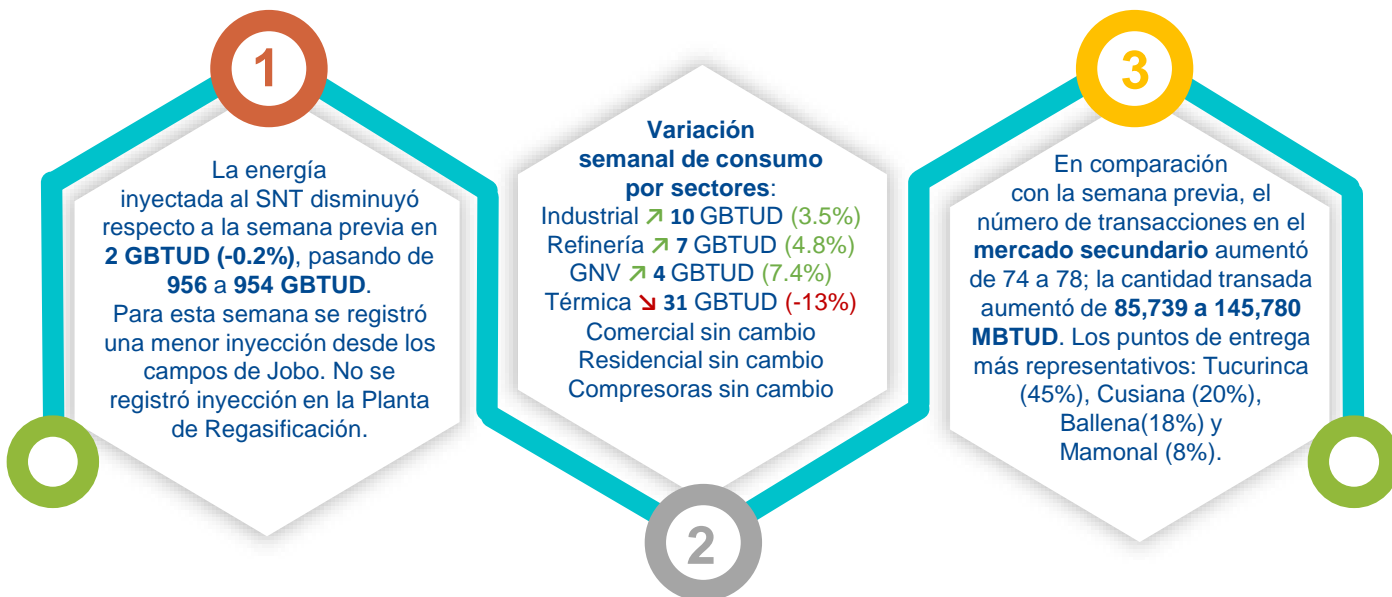 1
La energía
inyectada al SNT disminuyó
respecto a la semana previa en
2 GBTUD (-0.2%), pasando de
956 a 954 GBTUD.
Para esta semana se registró
una menor inyección desde los
campos de Jobo. No se
registró inyección en la Planta
de Regasificación.
Variación
semanal de consumo
por sectores:
Industrial ↗ 10 GBTUD (3.5%)
Refinería ↗ 7 GBTUD (4.8%)
GNV ↗ 4 GBTUD (7.4%)
Térmica ↘ 31 GBTUD (-13%)
Comercial sin cambio
Residencial sin cambio
Compresoras sin cambio
2
3
En comparación
con la semana previa, el
número de transacciones en el
mercado secundario aumentó
de 74 a 78; la cantidad transada
aumentó de 85,739 a 145,780
MBTUD. Los puntos de entrega
más representativos: Tucurinca
(45%), Cusiana (20%),
Ballena(18%) y
Mamonal (8%).